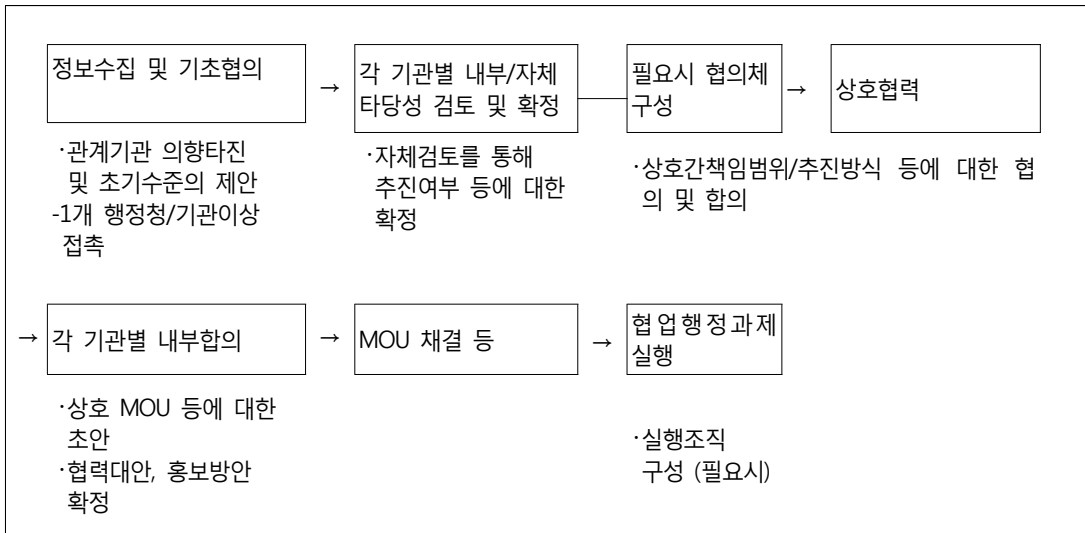 정보수집 및 기초협의
→
각 기관별 내부/자체
타당성 검토 및 확정
필요시 협의체
구성
→
상호협력
·관계기관 의향타진
및 초기수준의 제안
-1개 행정청/기관이상
접촉
·자체검토를 통해
추진여부 등에 대한
확정
·상호간책임범위/추진방식 등에 대한 협
의 및 합의
→
각 기관별 내부합의
→
MOU 채결 등
→
협업행정과제
실행
·상호 MOU 등에 대한
초안
·협력대안, 홍보방안
확정
·실행조직
구성 (필요시)